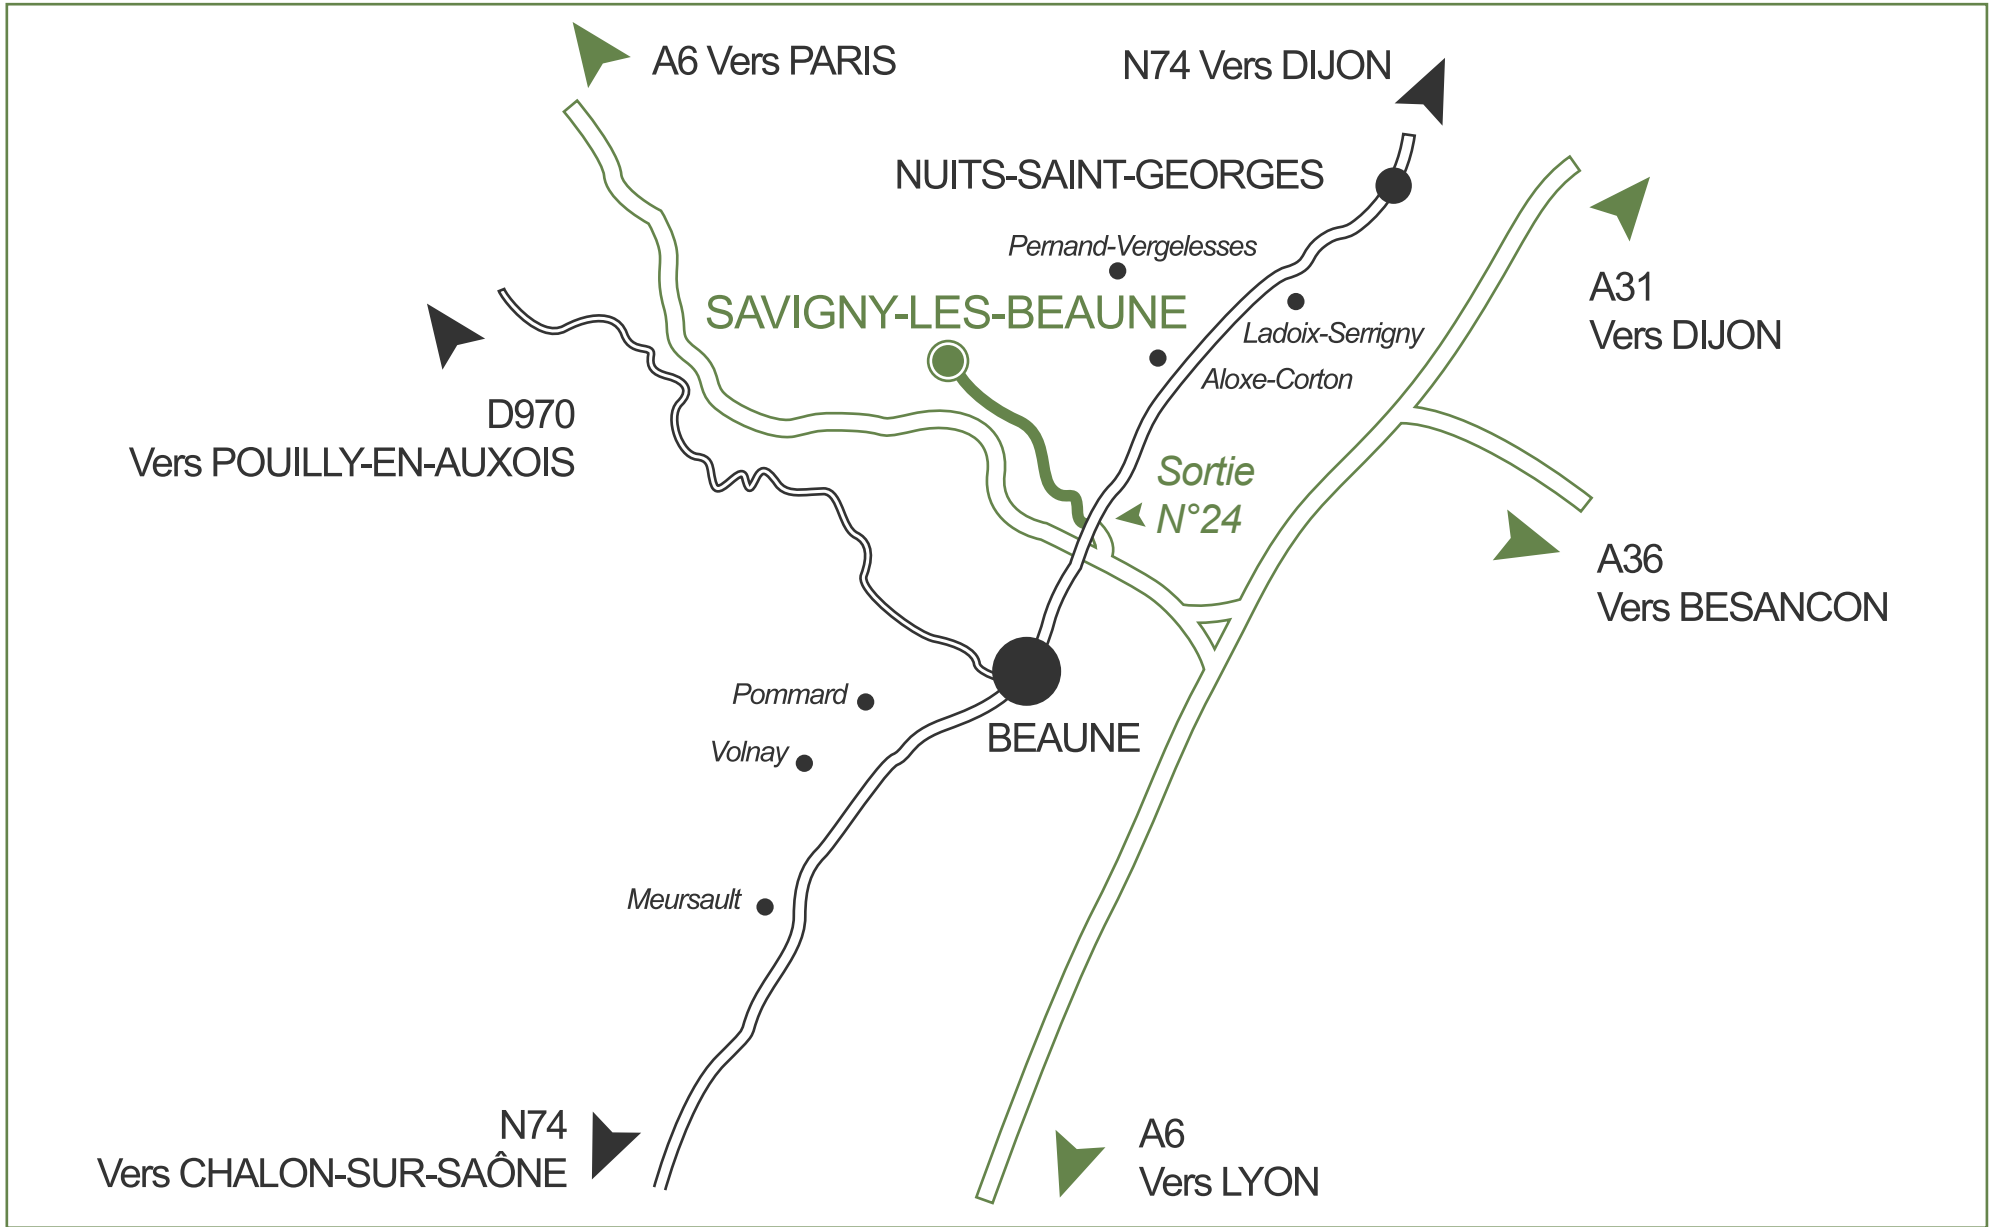 A6 Vers PARIS
N74 Vers DIJON
NUITS-SAINT-GEORGES
Pernand-Vergelesses
SAVIGNY-LES-BEAUNE
A31
Vers DIJON
Ladoix-Serrigny
Aloxe-Corton
D970
Vers POUILLY-EN-AUXOIS
Sortie
N°24
A36
Vers BESANCON
Pommard
BEAUNE
Volnay
Meursault
N74
Vers CHALON-SUR-SAÔNE
A6
Vers LYON